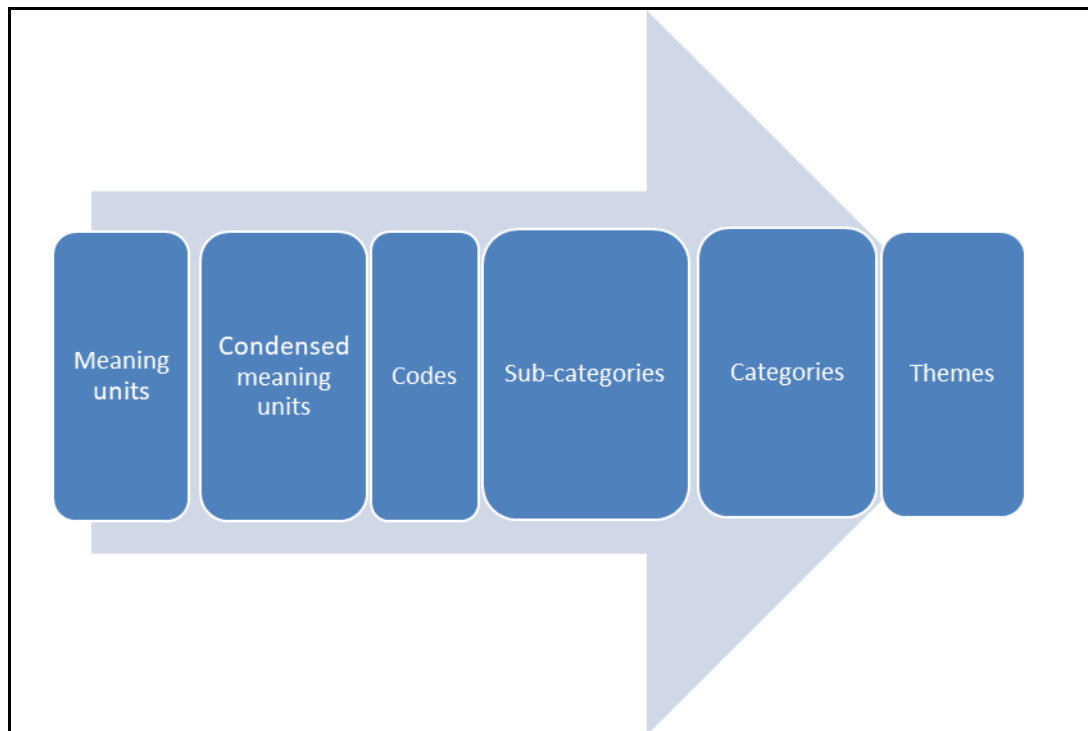 Meaning
units
Condensed
meaning
units
Codes
Sub-categories
Categories
Themes